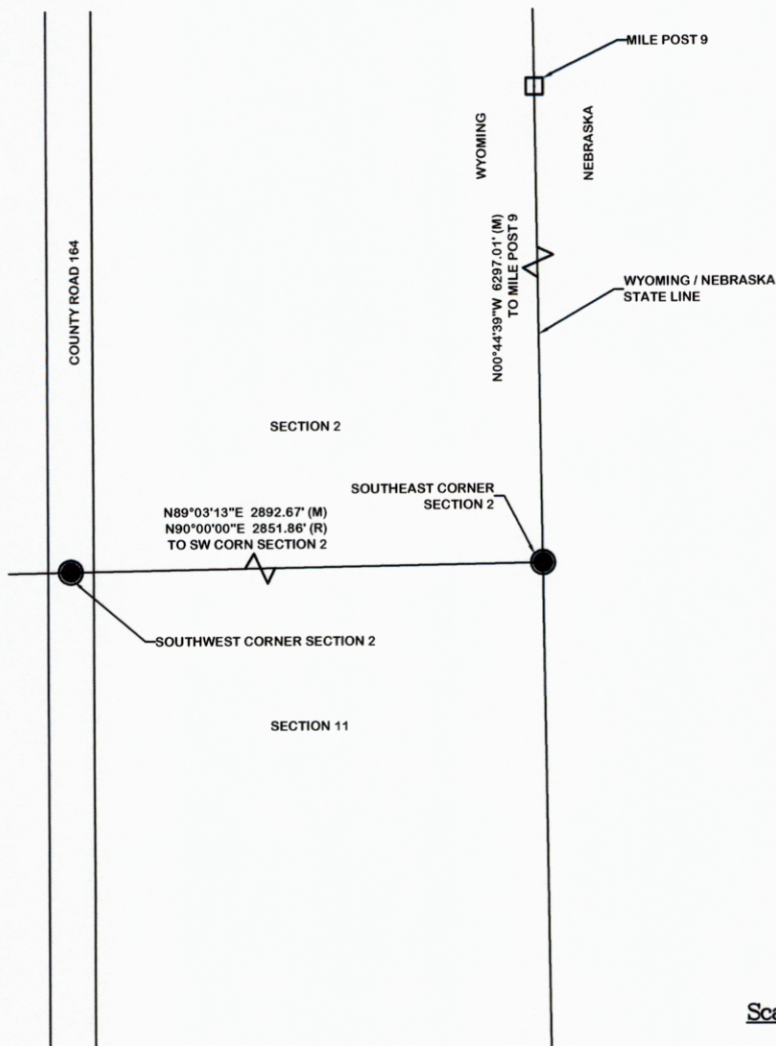 MILE POST 9
WYOMING
NEBRASKA
COUNTY ROAD 164
N00°44'39"W 6297.01' (M)
TO MILE POST 9
WYOMING / NEBRASKA
STATE LINE
SECTION 2
SOUTHEAST CORNER
SECTION 2
N89°03'13"E 2892.67' (M)
N90°00'00"E 2851.86' (R)
TO SW CORN SECTION 2
SOUTHWEST CORNER SECTION 2
SECTION 11
Sca